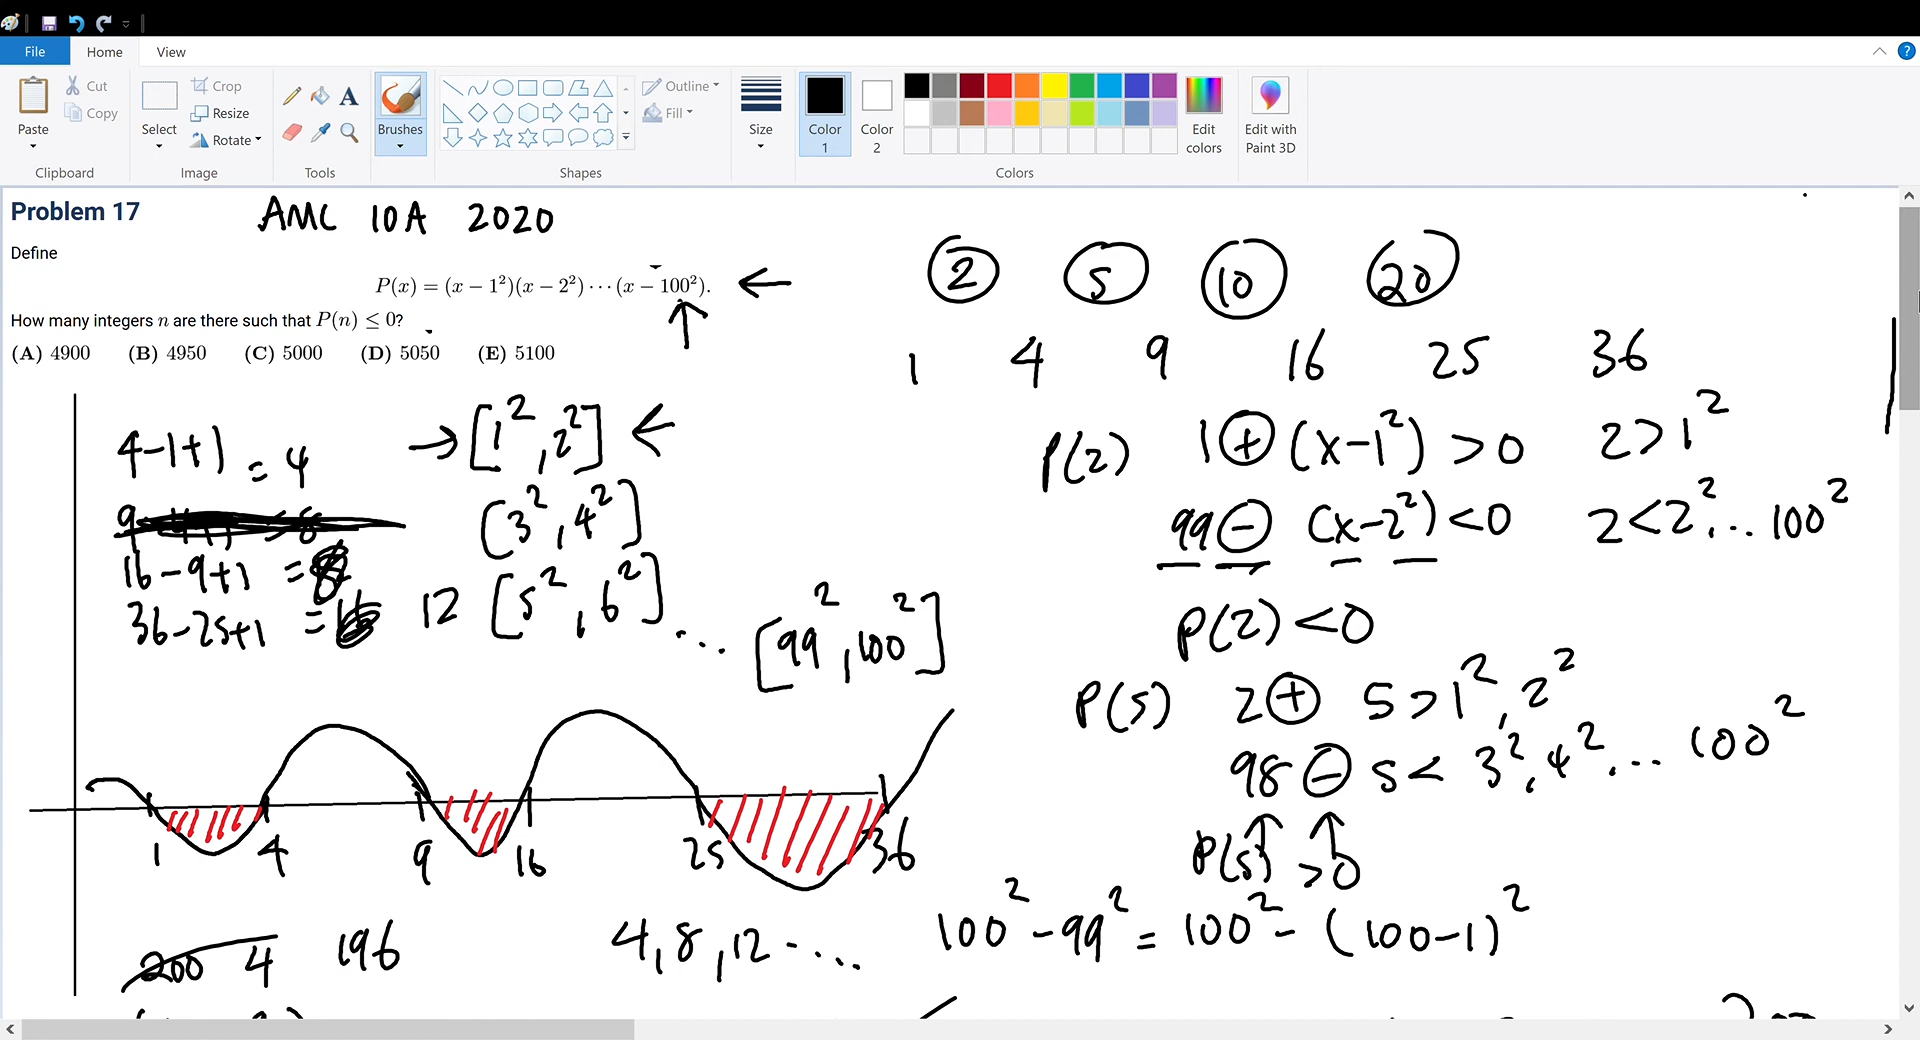 File Home View
Paste Cut Copy Clipboard
Select Crop Resize Rotate Image
A Tools
Brushes
Outline Fill Shapes
Size
Color 1 Color 2
Edit colors Edit with Paint 3D
Colors
Problem 17 AMC 10A 2020
Define
P(x) = (x − 1²)(x − 2²) ⋯ (x − 100²). ←
How many integers n are there such that P(n) ≤ 0? ↑
(A) 4900 (B) 4950 (C) 5000 (D) 5050 (E) 5100
4-1+1 = 4 → [1², 2²] ←
(3², 4²]
16-9+1 = 8
36-25+1 = 12 [5², 6²] ... [99², 100²]
1 4 9 16 25 36
200 4 196 4, 8, 12 ....
2 5 10 20
1 4 9 16 25 36
P(2) 1 + (x-1²) > 0 2 > 1²
99 − (x-2²) < 0 2 < 2², .. 100²
P(2) < 0
P(5) 2 + 5 > 1², 2²
98 − 5 < 3², 4², ... 100²
↑ ↑
P(5) > 0
100² - 99² = 100² - (100-1)²